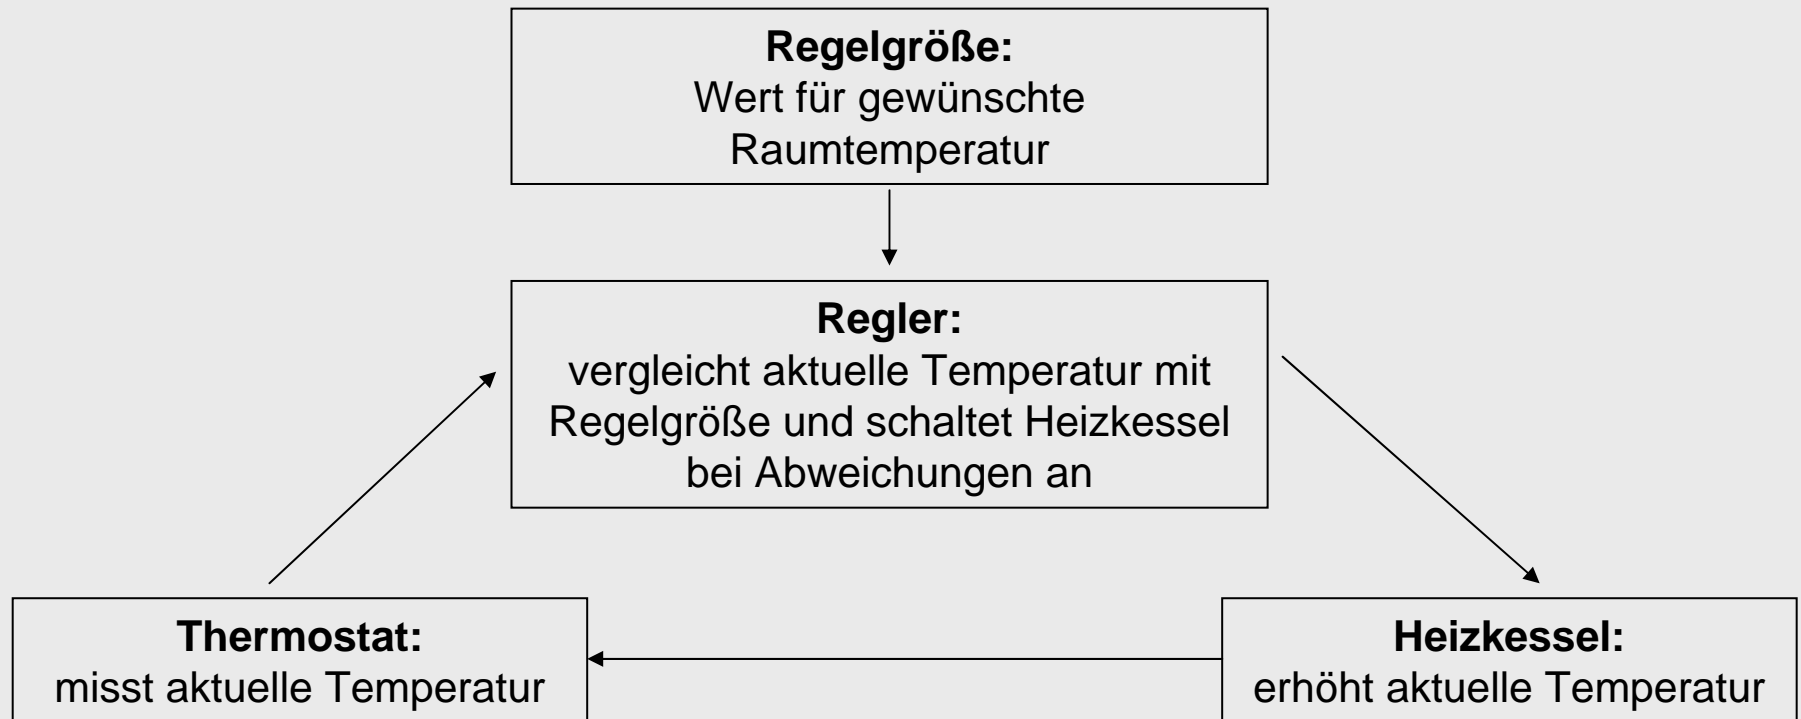 Regelgröße:
Wert für gewünschte
Raumtemperatur
Regler:
vergleicht aktuelle Temperatur mit
Regelgröße und schaltet Heizkessel
bei Abweichungen an
Thermostat:
misst aktuelle Temperatur
Heizkessel:
erhöht aktuelle Temperatur